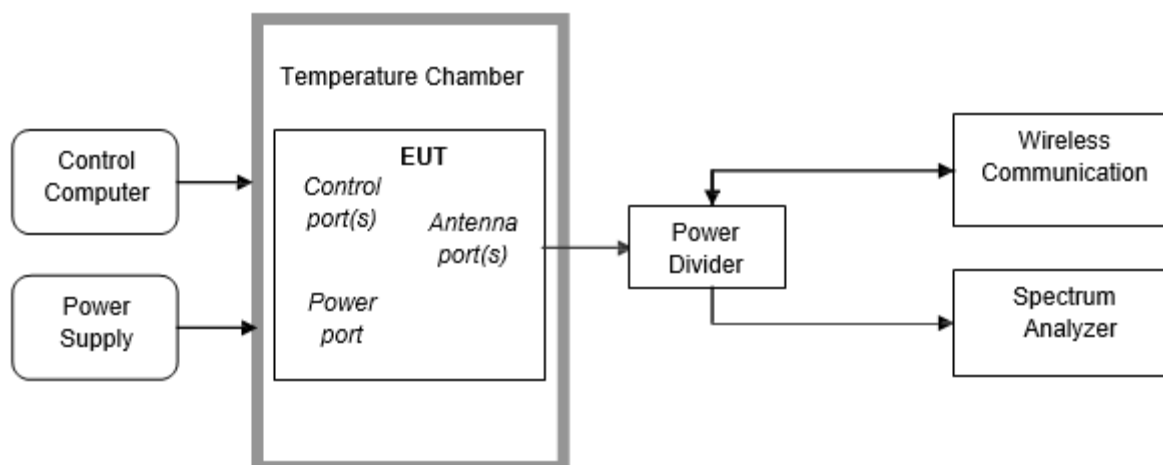 Temperature Chamber
Control
Computer
Power
Supply
EUT
Control
port(s)
Antenna
port(s)
Power
port
Power
Divider
Wireless
Communication
Spectrum
Analyzer